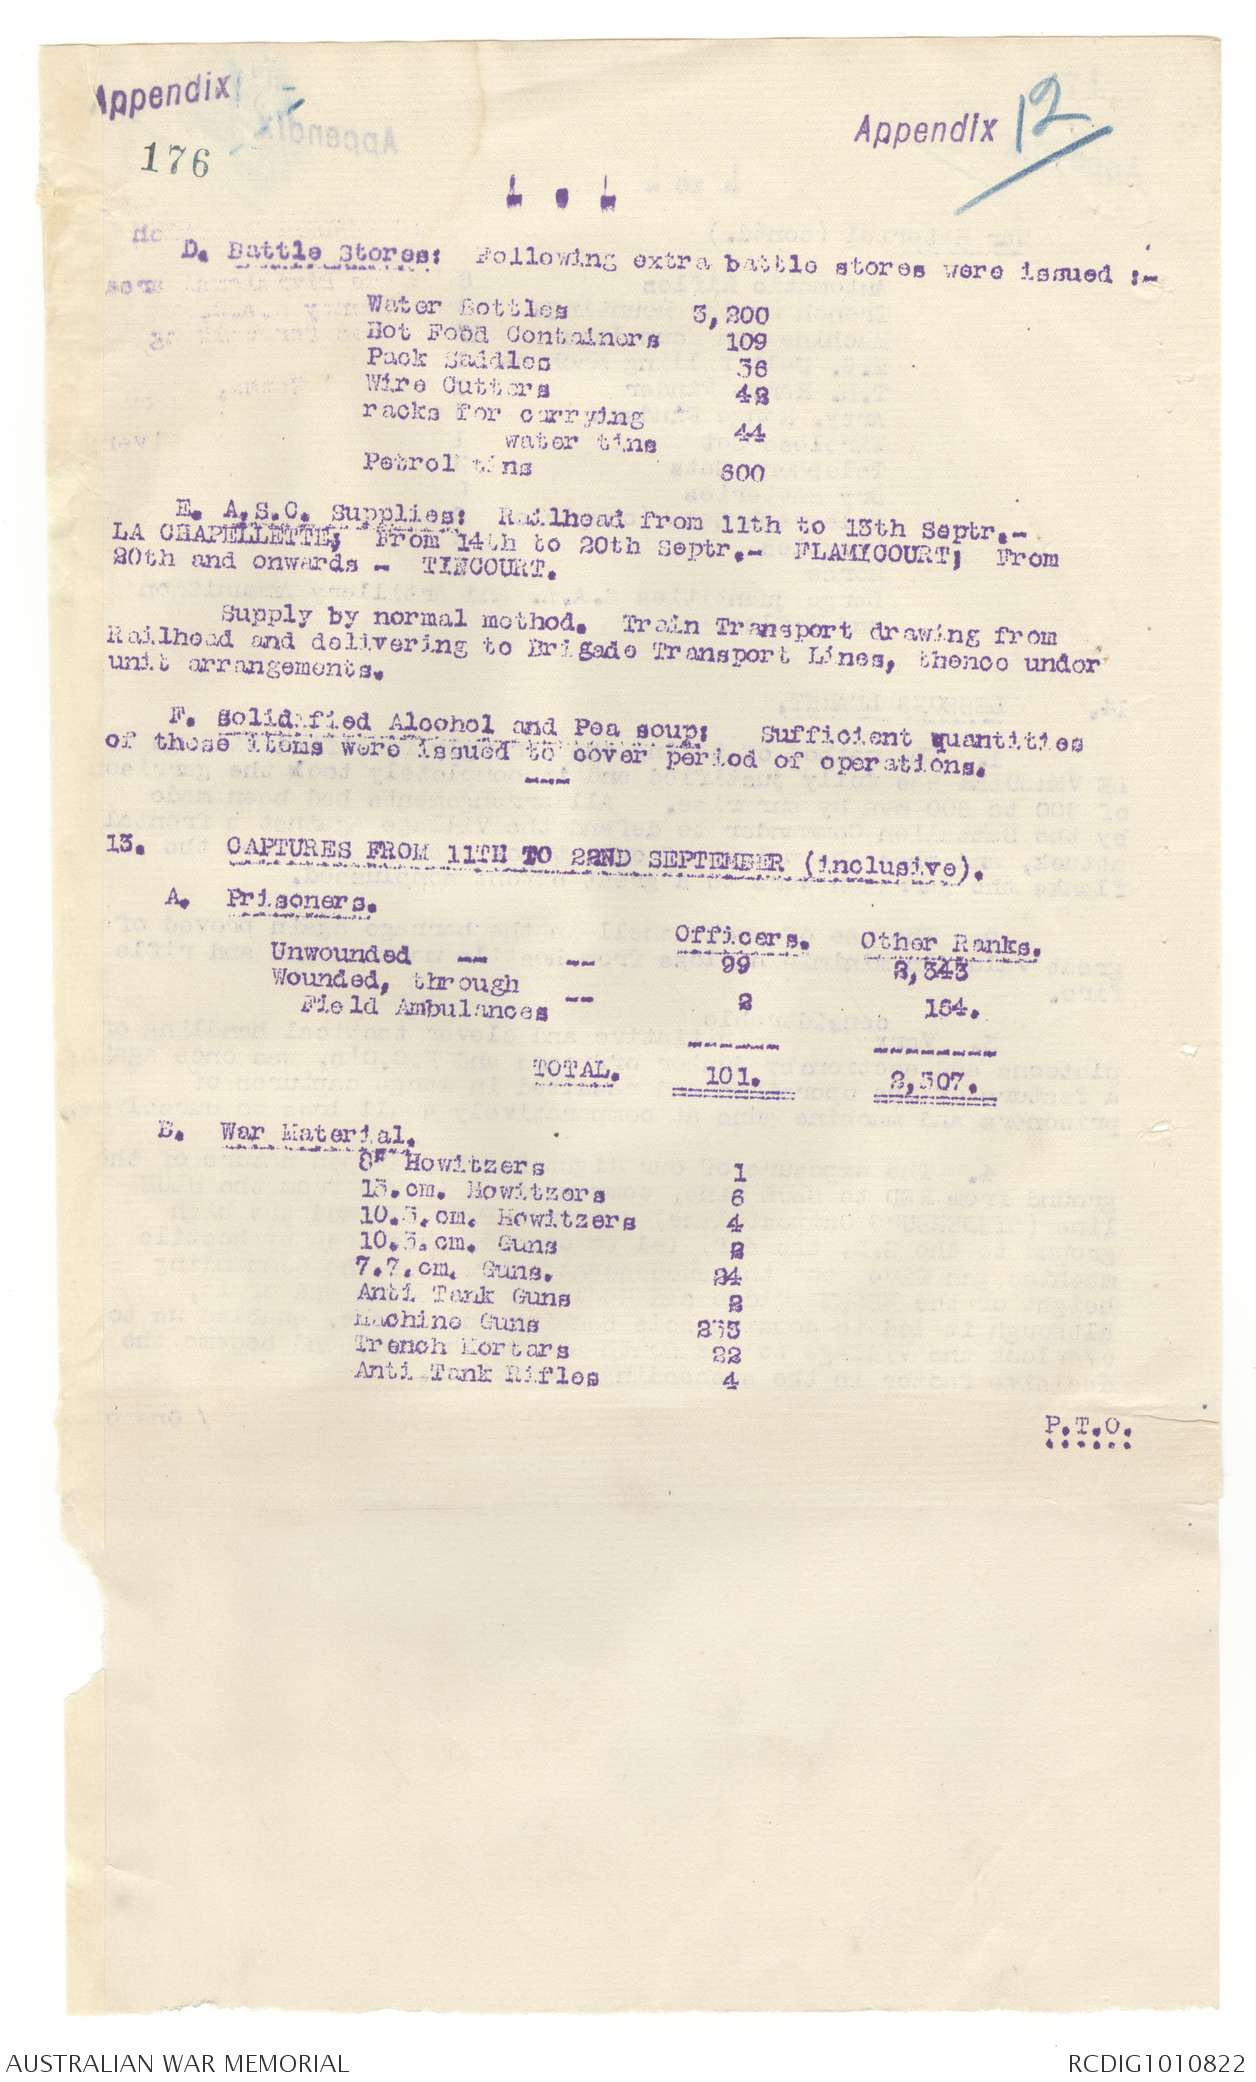 Appendix
176
Appendix 12
D. Battle Stores: Following extra battle stores were issued :-
Water Bottles 3,200
Hot Food Containers 109
Pack Saddles 36
Wire Cutters 42
racks for carrying
water tins 44
Petrol tins 600
E. A.S.C. Supplies: Railhead from 11th to 13th Septr.-
LA CHAPELLETTE; From 14th to 20th Septr.- FLAMICOURT; From
20th and onwards - TINCOURT.
Supply by normal method. Train Transport drawing from
Railhead and delivering to Brigade Transport Lines, thence under
unit arrangements.
F. Solidified Alcohol and Pea soup: Sufficient quantities
of these items were issued to cover period of operations.
13. CAPTURES FROM 11TH TO 22ND SEPTEMBER (inclusive).
A. Prisoners.
Officers. Other Ranks.
Unwounded -- -- 99 2,343
Wounded, through
Field Ambulances -- 2 164.
TOTAL. 101. 2,507.
B. War Material.
8" Howitzers 1
15.cm. Howitzers 6
10.5.cm. Howitzers 4
10.5.cm. Guns 2
7.7.cm. Guns. 24
Anti Tank Guns 2
Machine Guns 233
Trench Mortars 22
Anti Tank Rifles 4
P.T.O.
AUSTRALIAN WAR MEMORIAL
RCDIG1010822